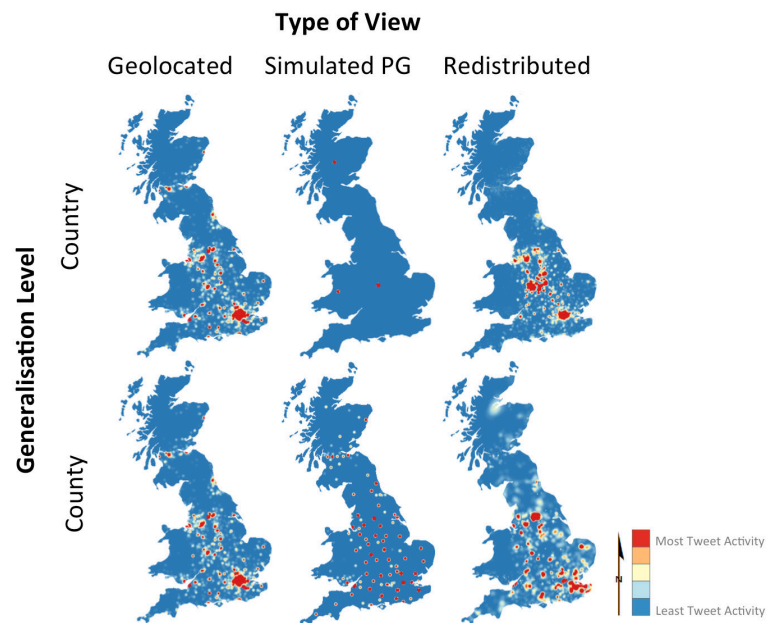 Type of View
Geolocated Simulated PG Redistributed
Generalisation Level
Country
County
Most Tweet Activity
N
Least Tweet Activity